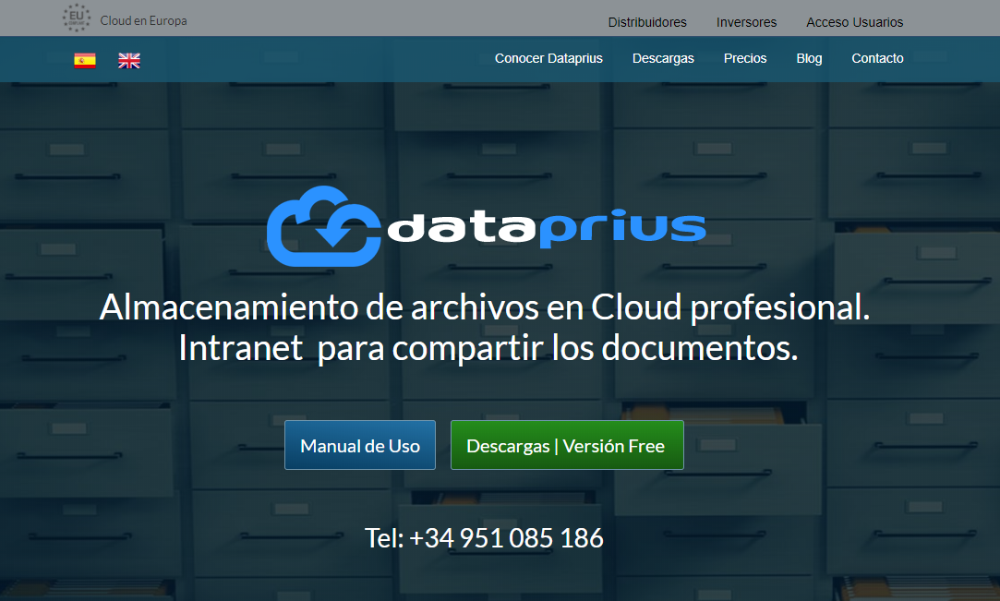 EU
Cloud en Europa
Distribuidores Inversores Acceso Usuarios
Conocer Dataprius Descargas Precios Blog Contacto
dataprius
Almacenamiento de archivos en Cloud profesional.
Intranet para compartir los documentos.
Manual de Uso Descargas | Versión Free
Tel: +34 951 085 186